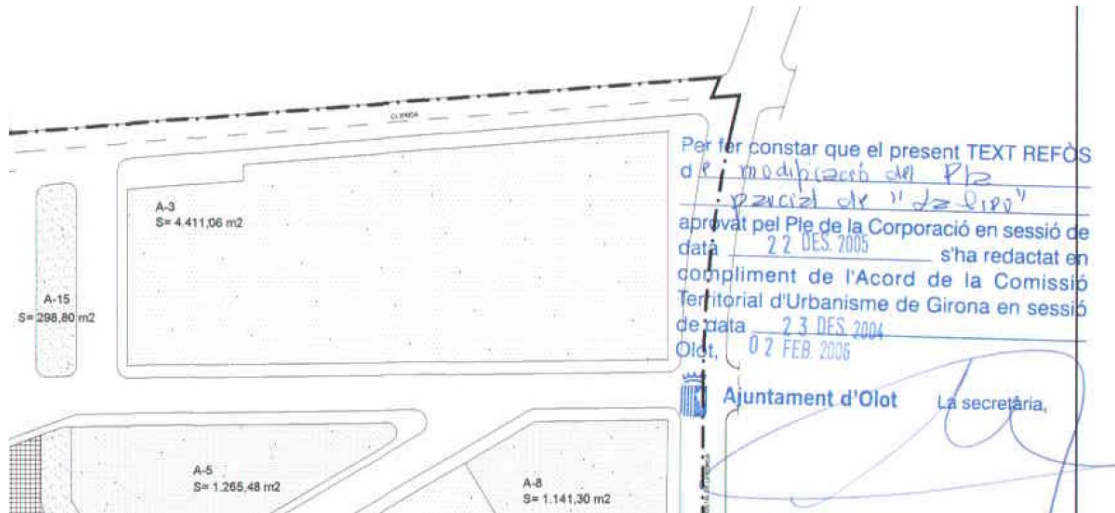 A-3
S= 4.411,06 m2
A-15
S= 298,80 m2
A-5
S= 1.265,48 m2
A-8
S= 1.141,30 m2
Per fer constar que el present TEXT REFÒS
de modificació del Pla
parcial de
aprovat pel Ple de la Corporació en sessió de
data 22 DES. 2005 s'ha redactat en
compliment de l'Acord de la Comissió
Territorial d'Urbanisme de Girona en sessió
de data 23 DES. 2004
Olot, 02 FEB. 2006
Ajuntament d'Olot La secretària,